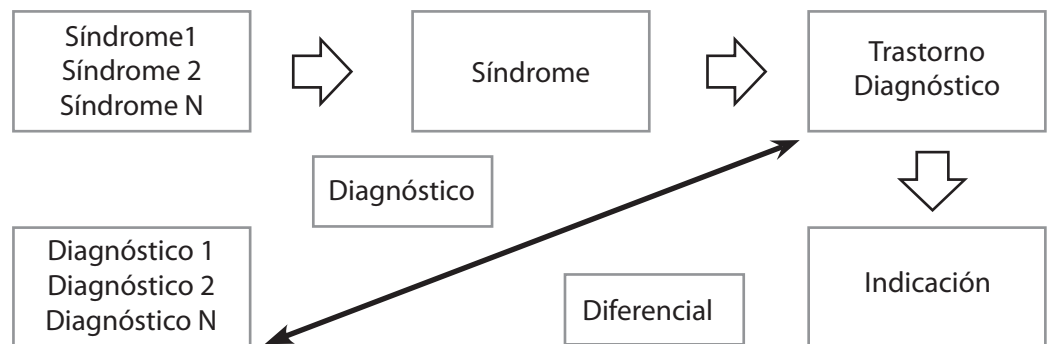 Síndrome1
Síndrome 2
Síndrome N
Síndrome
Trastorno
Diagnóstico
Diagnóstico
Diagnóstico 1
Diagnóstico 2
Diagnóstico N
Diferencial
Indicación